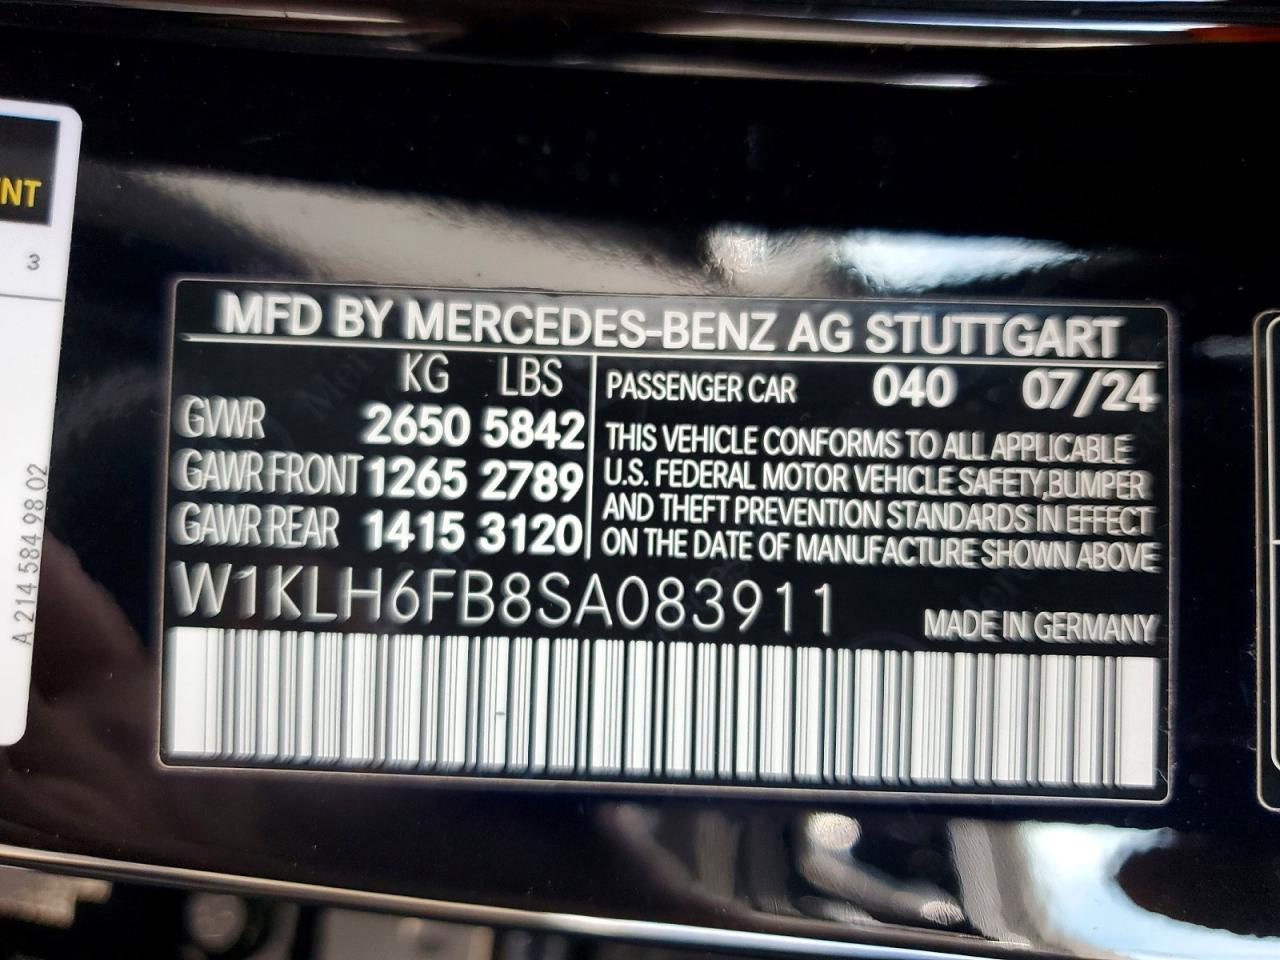 NT
3
A 214 584 98 02
MFD BY MERCEDES-BENZ AG STUTTGART
KG LBS
GVWR 2650 5842
GAWR FRONT 1265 2789
GAWR REAR 1415 3120
PASSENGER CAR 040 07/24
THIS VEHICLE CONFORMS TO ALL APPLICABLE
U.S. FEDERAL MOTOR VEHICLE SAFETY, BUMPER
AND THEFT PREVENTION STANDARDS IN EFFECT
ON THE DATE OF MANUFACTURE SHOWN ABOVE
W1KLH6FB8SA083911
MADE IN GERMANY